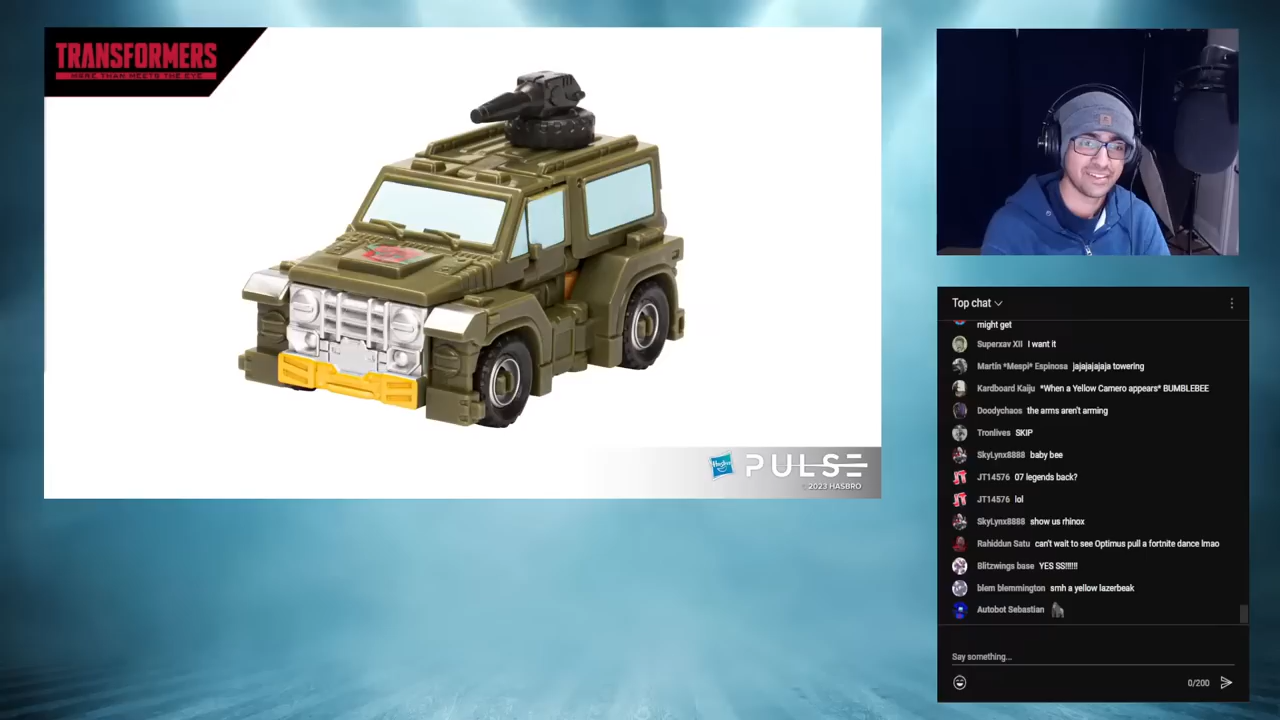 TRANSFORMERS
MORE THAN MEETS THE EYE
Hasbro PULSE
©2023 HASBRO
Top chat
might get
Superxav XII I want it
Martin *Mespi* Espinosa jajajajajaja towering
Kardboard Kaiju *When a Yellow Camero appears* BUMBLEBEE
Doodychaos the arms aren't arming
Tronlives SKIP
SkyLynx8888 baby bee
JT14576 07 legends back?
JT14576 lol
SkyLynx8888 show us rhinox
Rahiddun Satu can't wait to see Optimus pull a fortnite dance lmao
Blitzwings base YES SS!!!!!!
blem blemmington smh a yellow lazerbeak
Autobot Sebastian
Say something...
0/200